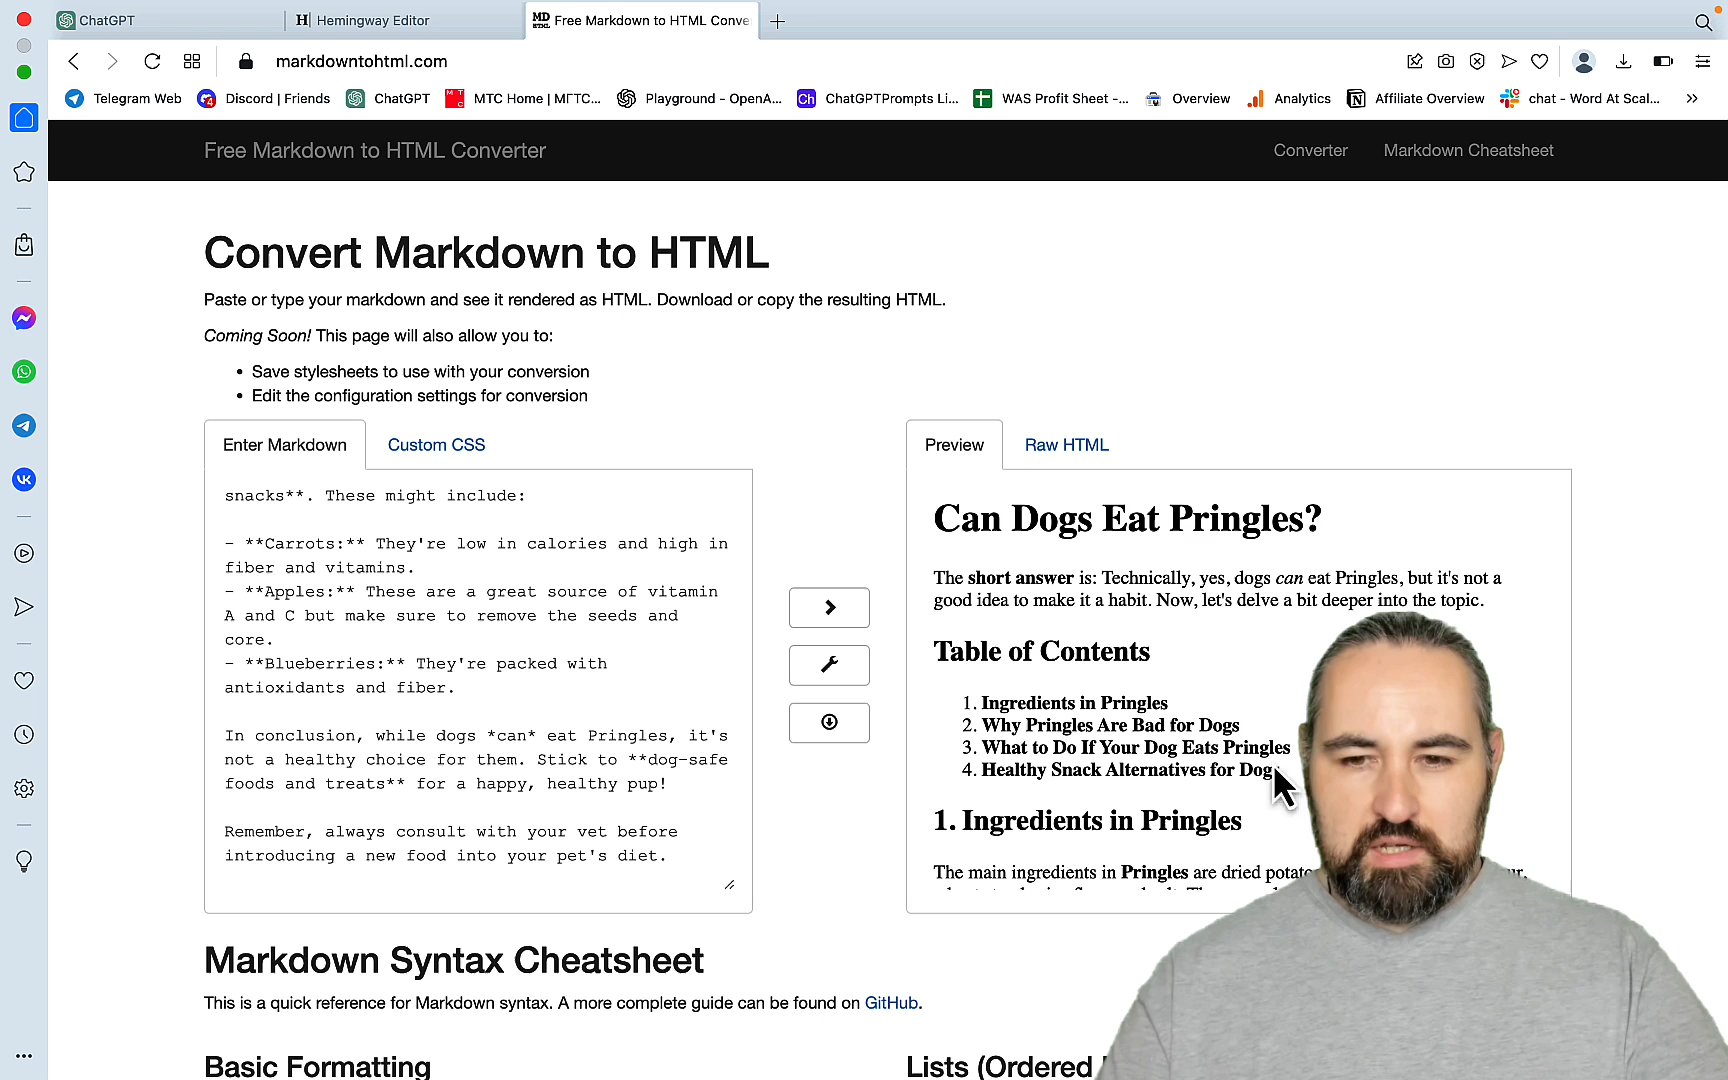 ChatGPT
Hemingway Editor
Free Markdown to HTML Conve
markdowntohtml.com
Telegram Web
Discord | Friends
ChatGPT
MTC Home | МГТС...
Playground - OpenA...
ChatGPTPrompts Li...
WAS Profit Sheet -...
Overview
Analytics
Affiliate Overview
chat - Word At Scal...
Free Markdown to HTML Converter
Converter
Markdown Cheatsheet
Convert Markdown to HTML
Paste or type your markdown and see it rendered as HTML. Download or copy the resulting HTML.
Coming Soon! This page will also allow you to:
• Save stylesheets to use with your conversion
• Edit the configuration settings for conversion
Enter Markdown
Custom CSS
snacks**. These might include:
- **Carrots:** They're low in calories and high in
fiber and vitamins.
- **Apples:** These are a great source of vitamin
A and C but make sure to remove the seeds and
core.
- **Blueberries:** They're packed with
antioxidants and fiber.
In conclusion, while dogs *can* eat Pringles, it's
not a healthy choice for them. Stick to **dog-safe
foods and treats** for a happy, healthy pup!
Remember, always consult with your vet before
introducing a new food into your pet's diet.
Preview
Raw HTML
Can Dogs Eat Pringles?
The short answer is: Technically, yes, dogs can eat Pringles, but it's not a
good idea to make it a habit. Now, let's delve a bit deeper into the topic.
Table of Contents
1. Ingredients in Pringles
2. Why Pringles Are Bad for Dogs
3. What to Do If Your Dog Eats Pringles
4. Healthy Snack Alternatives for Dog
1. Ingredients in Pringles
The main ingredients in Pringles are dried potato
Markdown Syntax Cheatsheet
This is a quick reference for Markdown syntax. A more complete guide can be found on GitHub.
Basic Formatting
Lists (Ordered